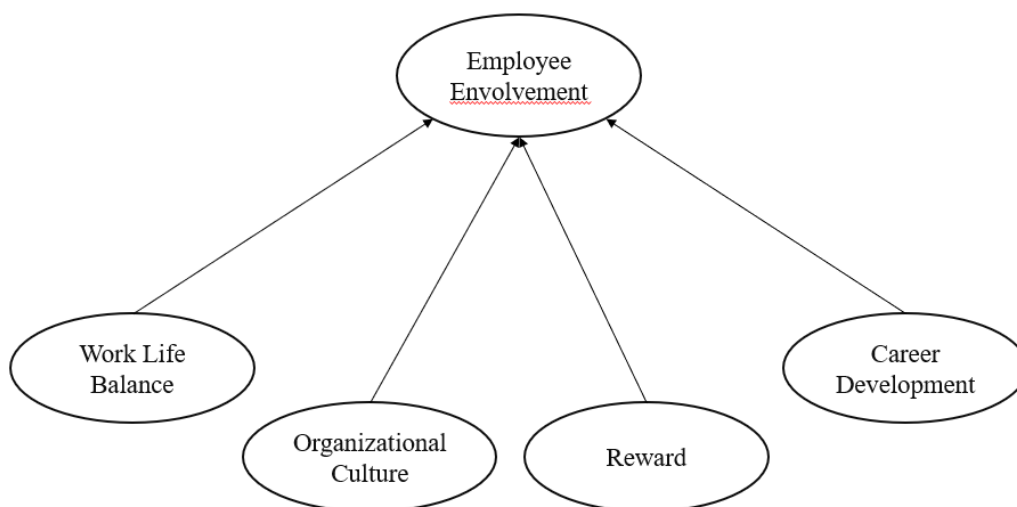 Employee
Envolvement
Work Life
Balance
Organizational
Culture
Reward
Career
Development